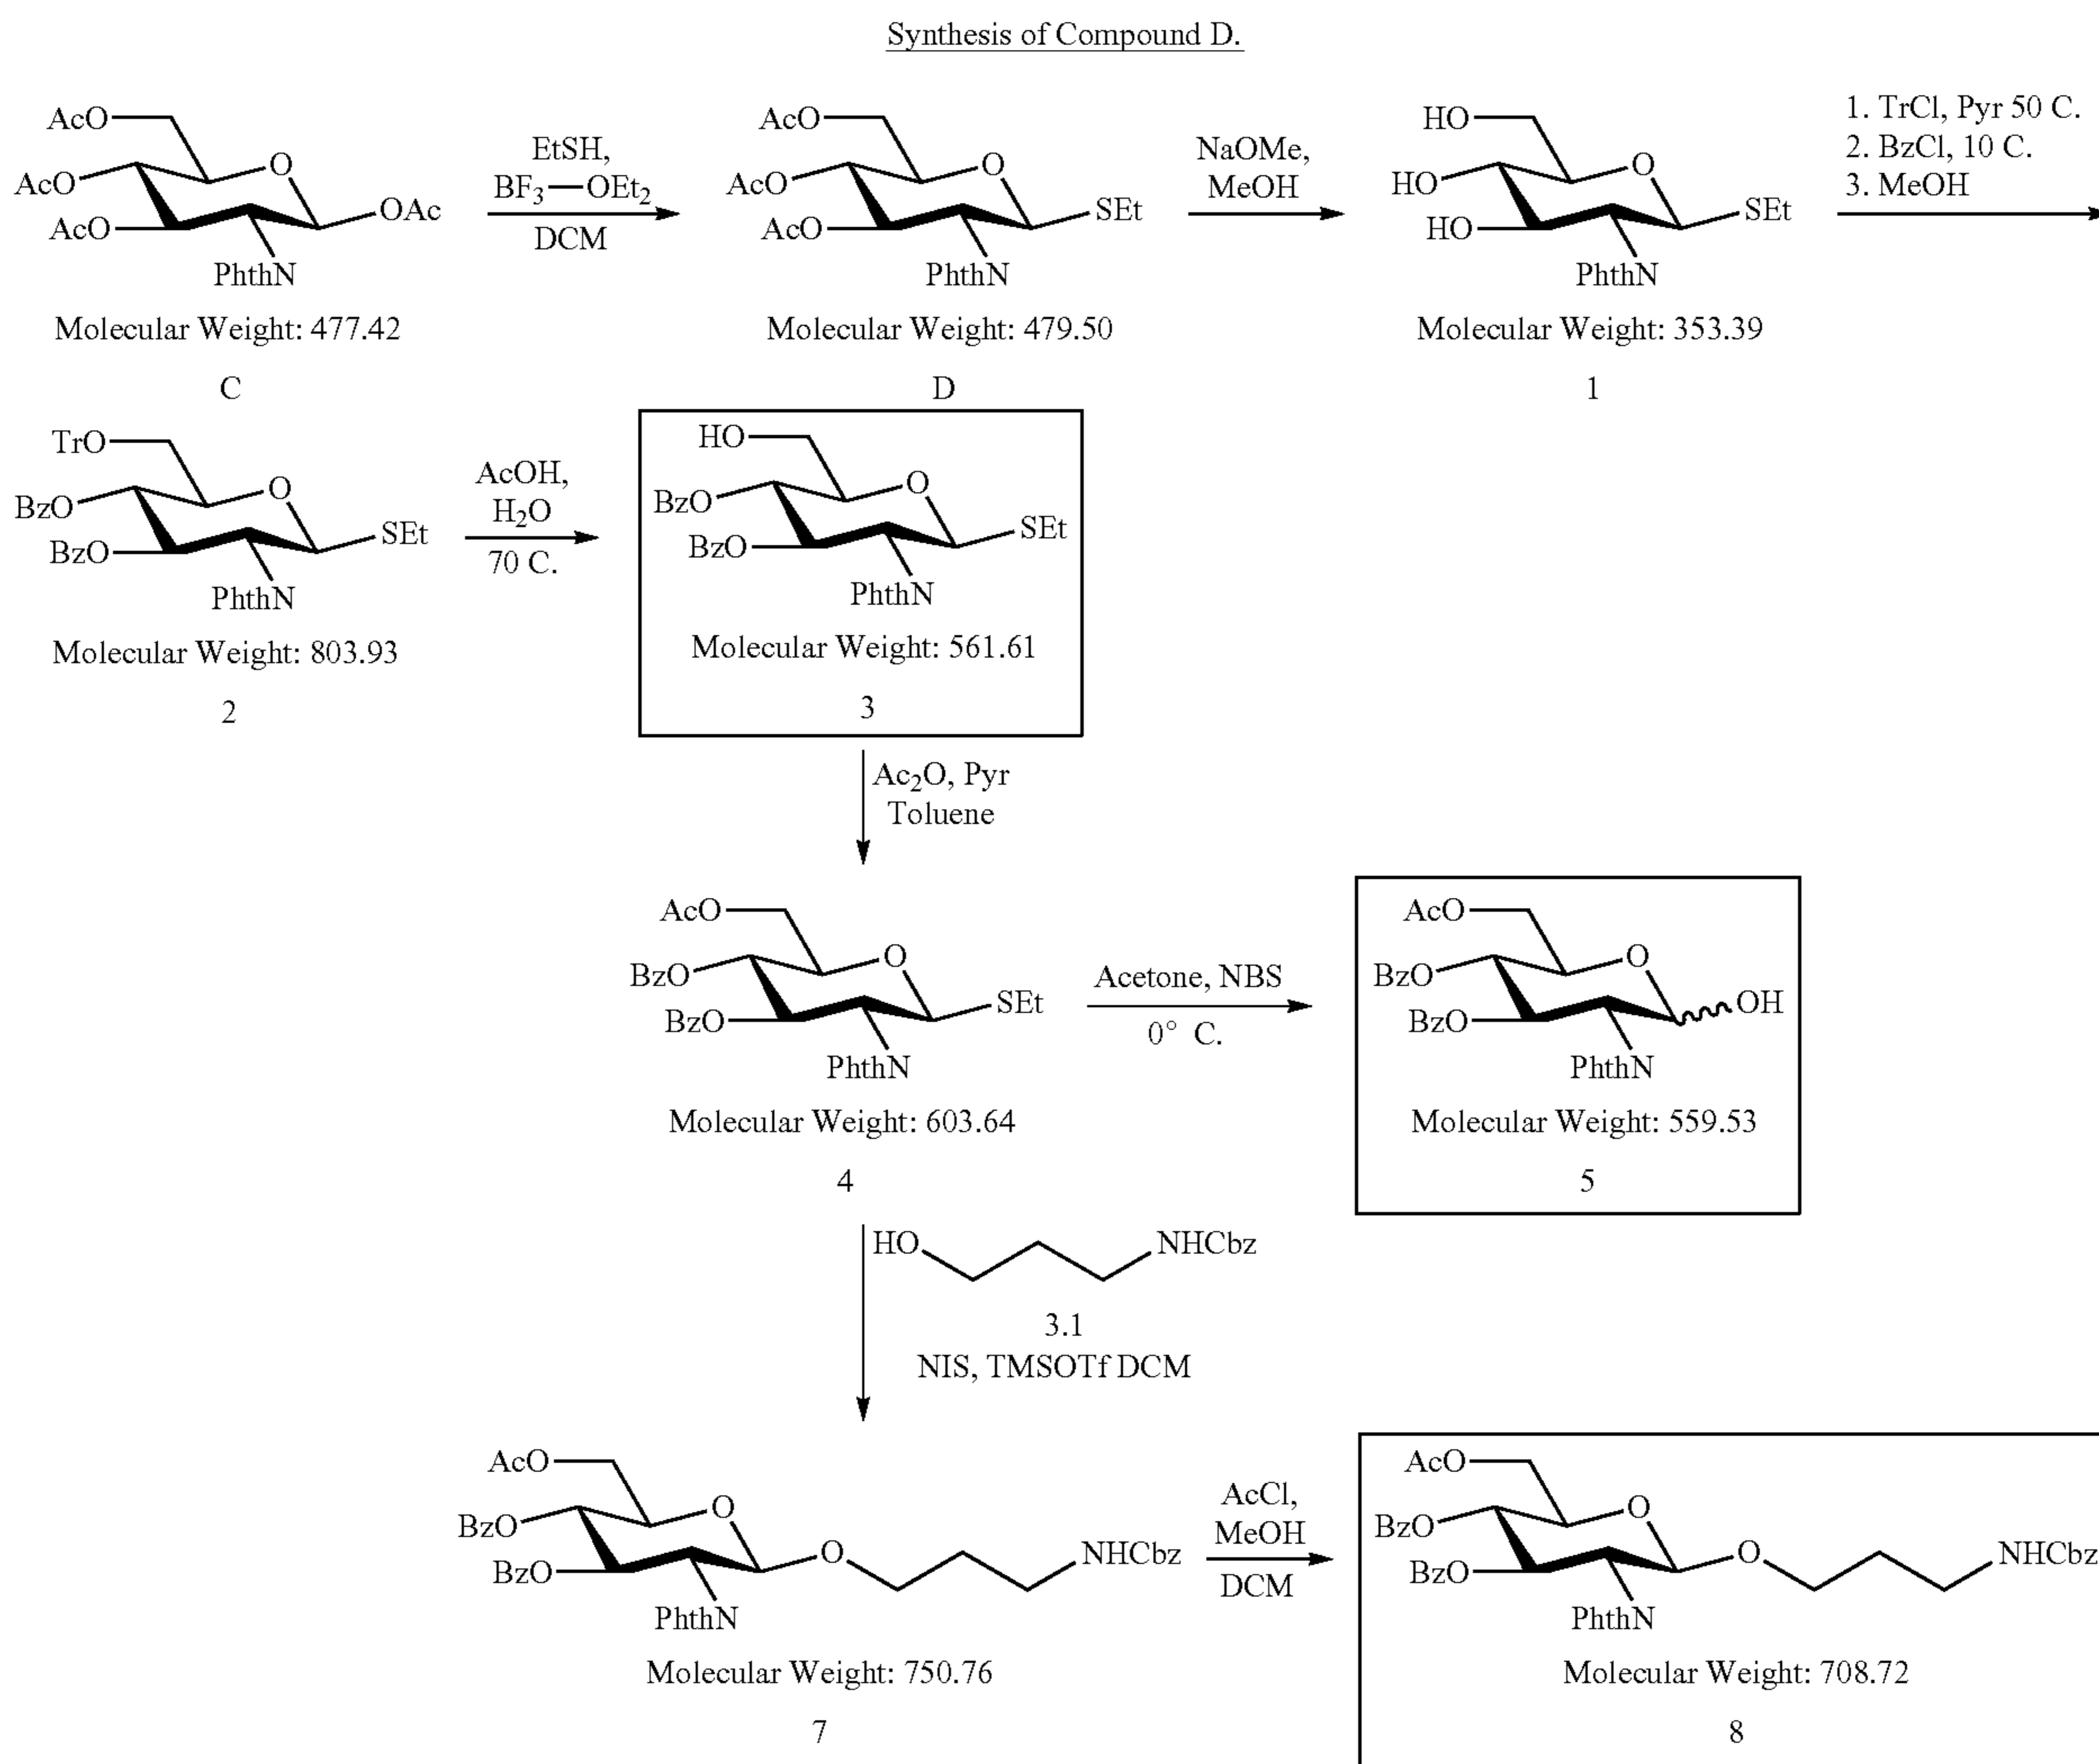 Synthesis of Compound D.
AcO
O
AcO
OAc
AcO
PhthN
Molecular Weight: 477.42
C
EtSH,
BF3—OEt2
DCM
AcO
O
AcO
SEt
AcO
PhthN
Molecular Weight: 479.50
D
NaOMe,
MeOH
HO
O
HO
SEt
HO
PhthN
Molecular Weight: 353.39
1
1. TrCl, Pyr 50 C.
2. BzCl, 10 C.
3. MeOH
TrO
O
BzO
SEt
BzO
PhthN
Molecular Weight: 803.93
2
AcOH,
H2O
70 C.
HO
O
BzO
SEt
BzO
PhthN
Molecular Weight: 561.61
3
Ac2O, Pyr
Toluene
AcO
O
BzO
SEt
BzO
PhthN
Molecular Weight: 603.64
4
Acetone, NBS
0° C.
AcO
O
BzO
OH
BzO
PhthN
Molecular Weight: 559.53
5
HO
NHCbz
3.1
NIS, TMSOTf DCM
AcO
O
BzO
O
NHCbz
BzO
PhthN
Molecular Weight: 750.76
7
AcCl,
MeOH
DCM
AcO
O
BzO
O
NHCbz
BzO
PhthN
Molecular Weight: 708.72
8